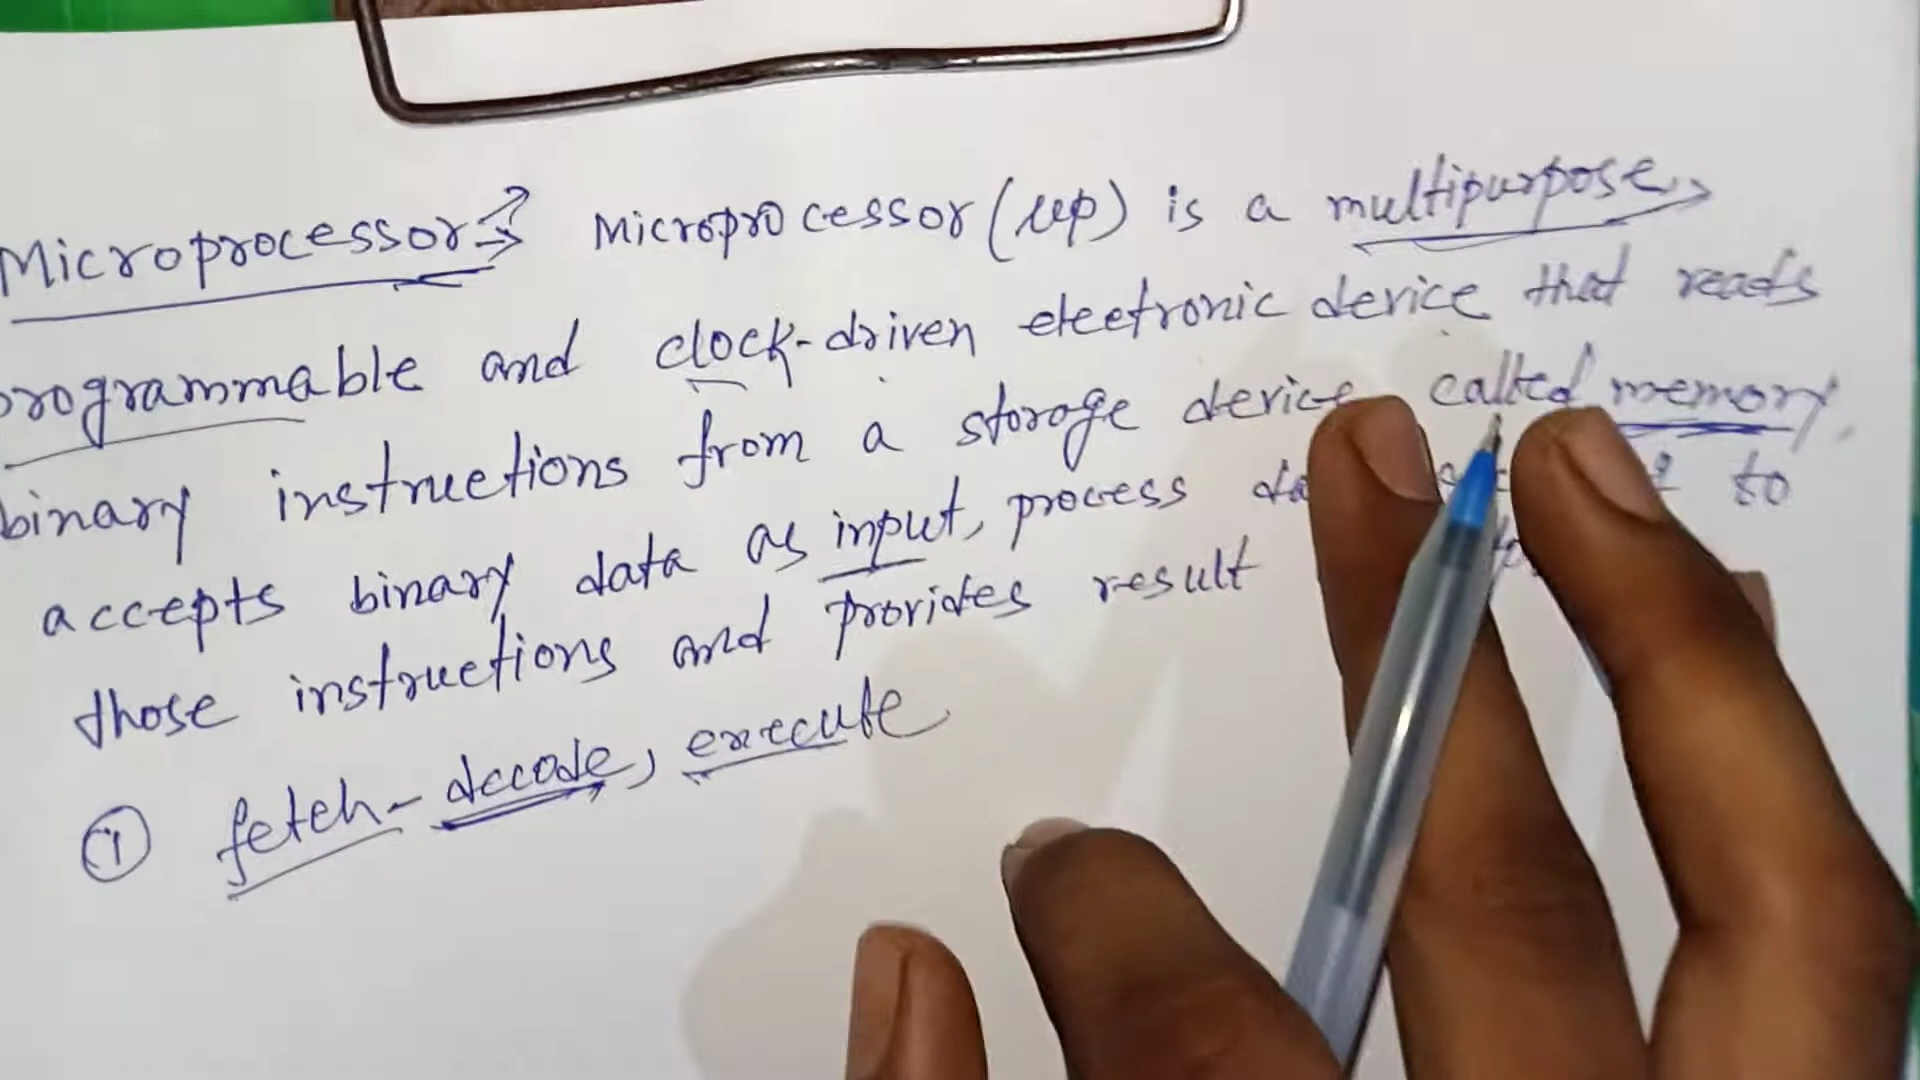 Microprocessor → Microprocessor (μp) is a multipurpose,
programmable and clock-driven electronic device that reads
binary instructions from a storage device called memory.
accepts binary data as input, process to
those instructions and provides result
① fetch - decode, execute